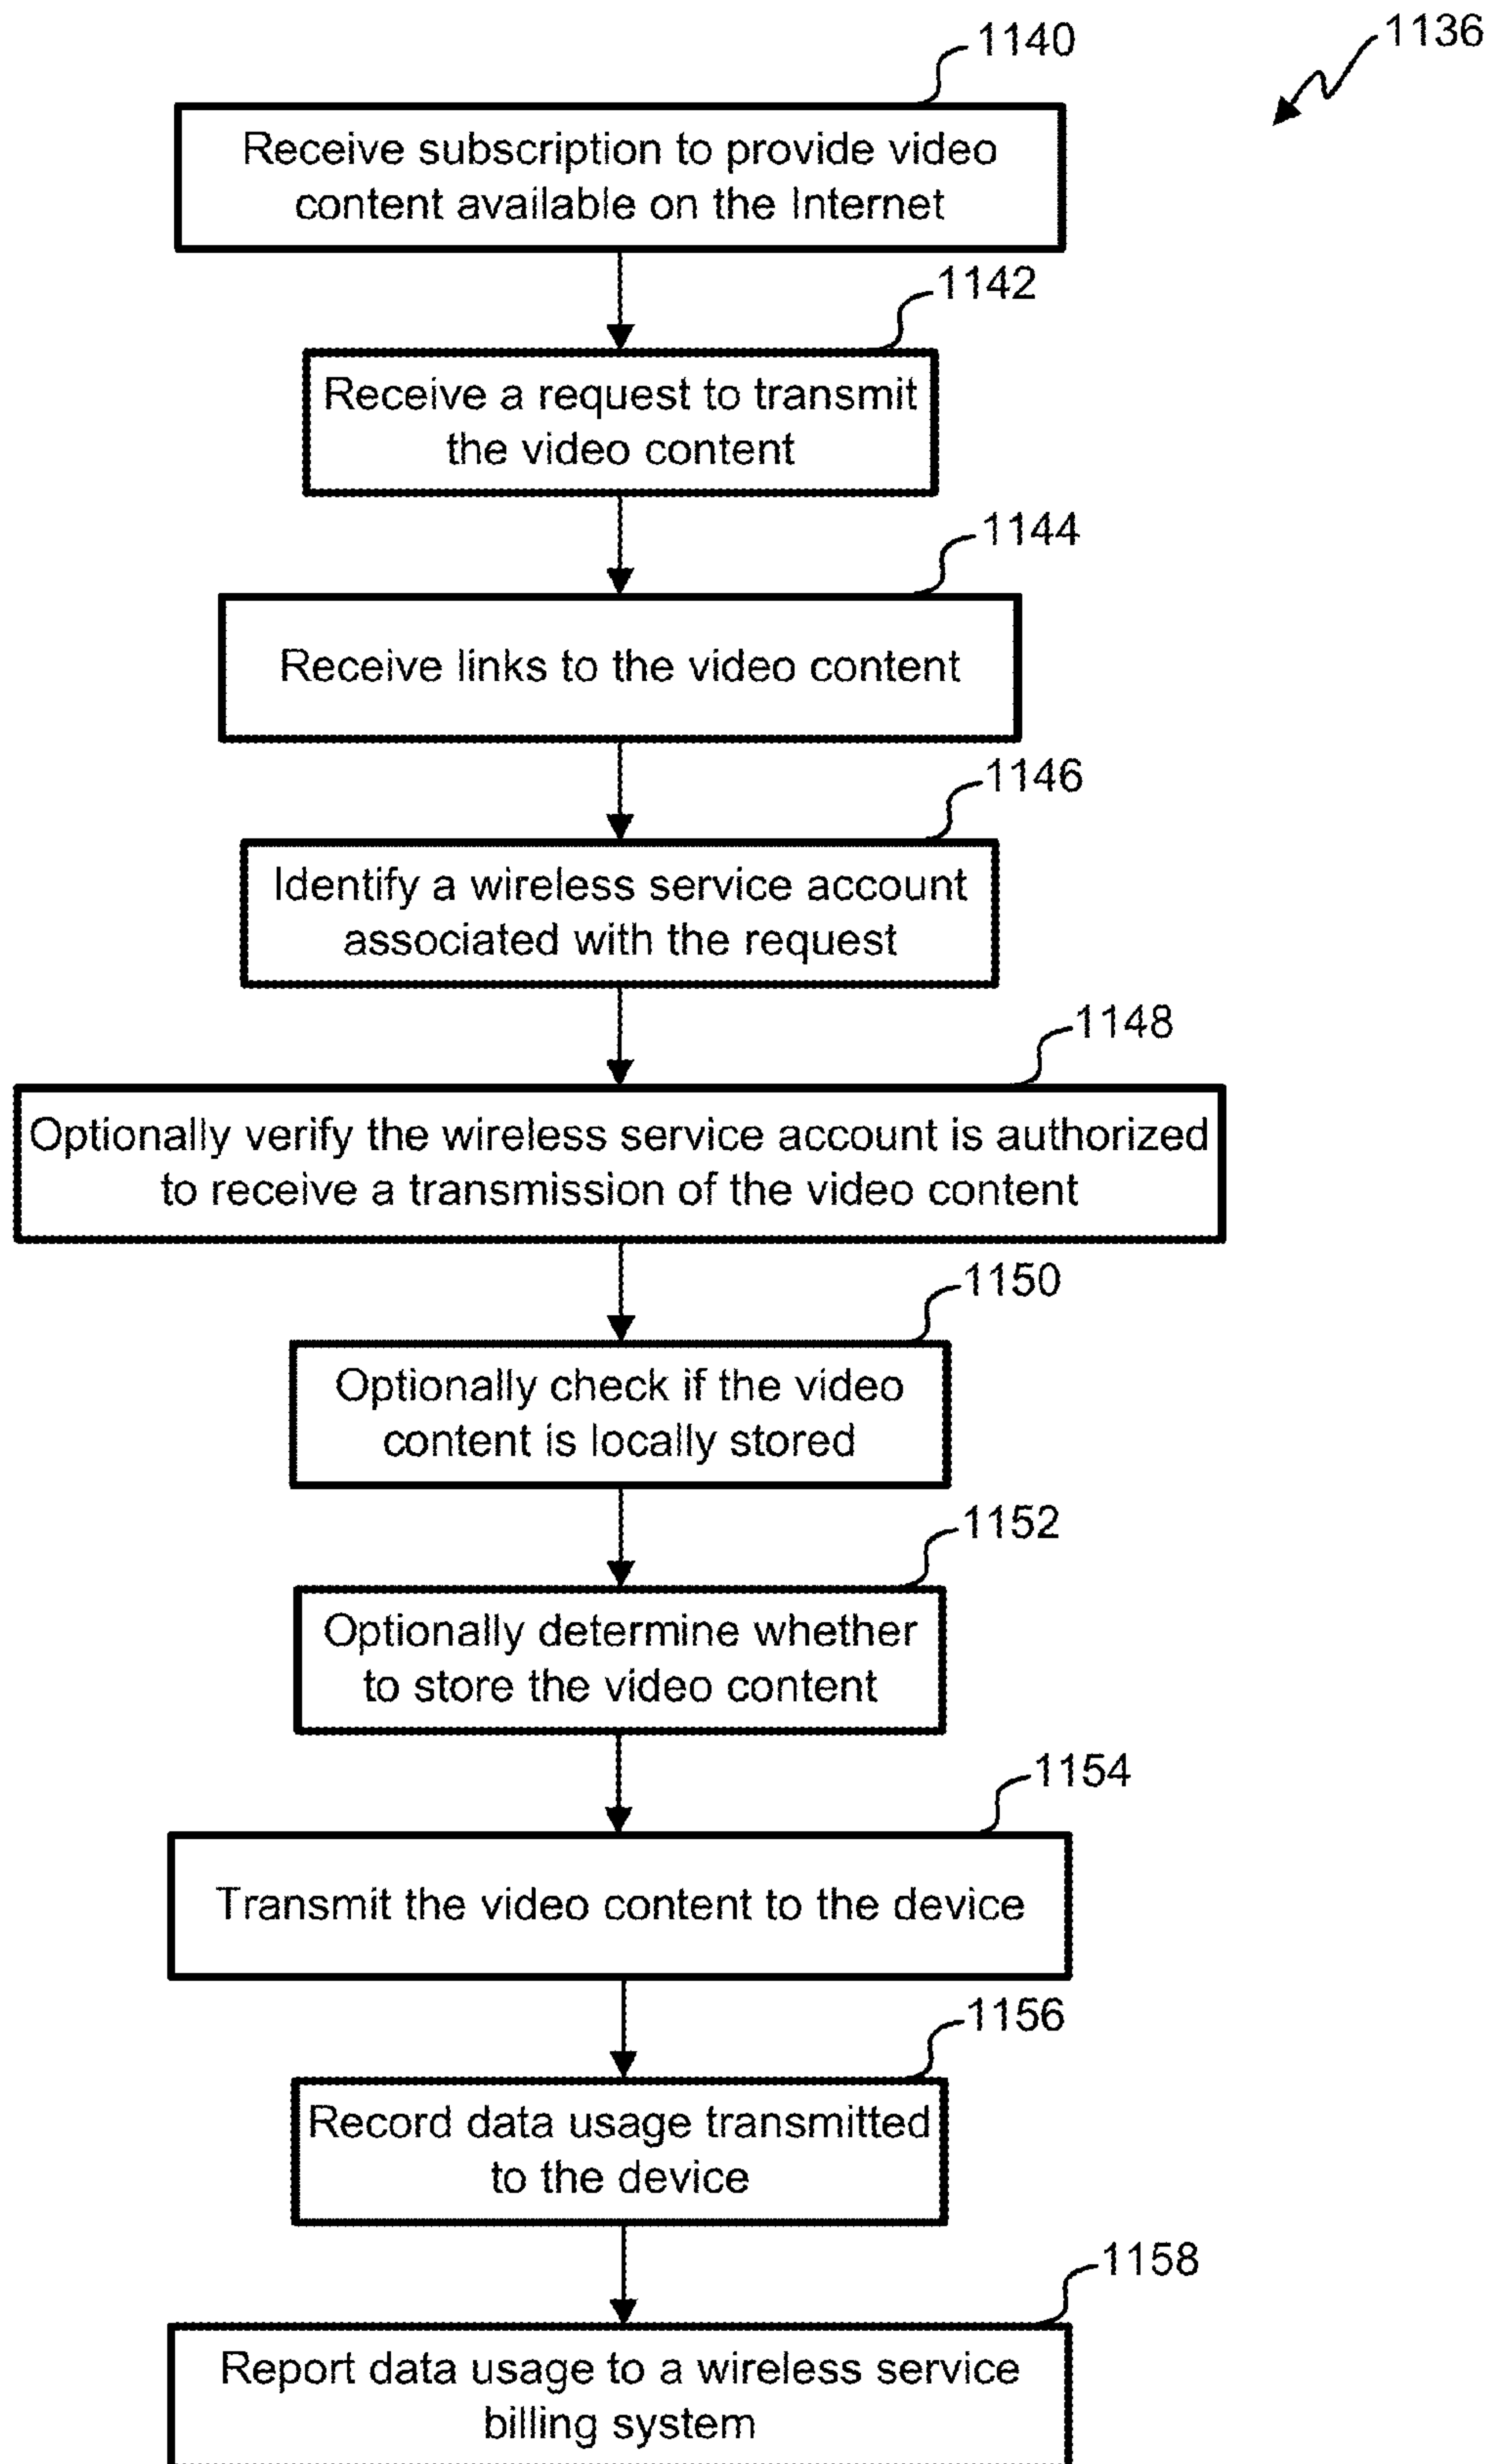 1136
1140
Receive subscription to provide video
content available on the Internet
1142
Receive a request to transmit
the video content
1144
Receive links to the video content
1146
Identify a wireless service account
associated with the request
1148
Optionally verify the wireless service account is authorized
to receive a transmission of the video content
1150
Optionally check if the video
content is locally stored
1152
Optionally determine whether
to store the video content
1154
Transmit the video content to the device
1156
Record data usage transmitted
to the device
1158
Report data usage to a wireless service
billing system